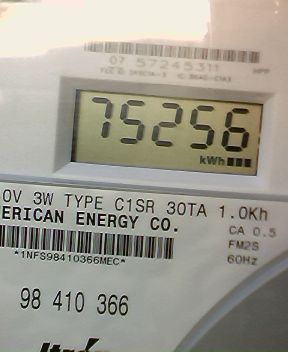 07 57245311
75256
kWh
0V 3W TYPE C1SR 30TA 1.0Kh
ERICAN ENERGY CO.
CA 0.5
FM2S
60Hz
*1NFS98410366MEC*
98 410 366
Itron